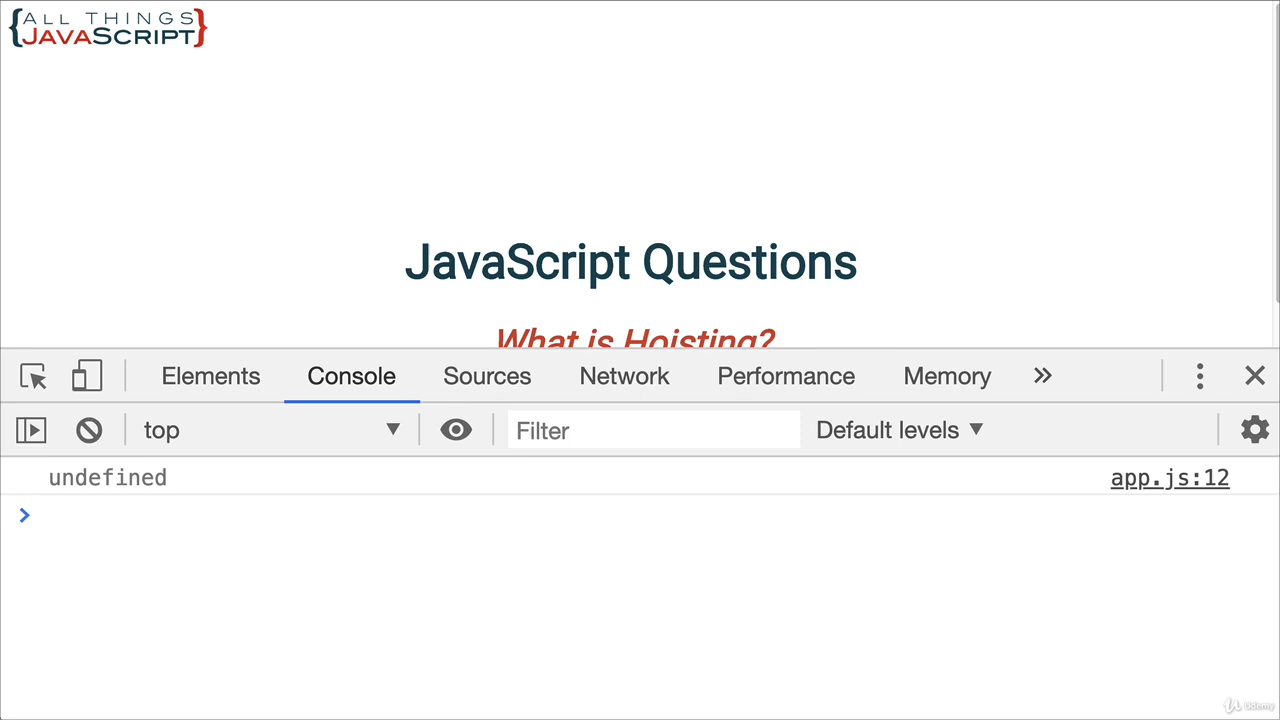 {ALL THINGS
JAVASCRIPT}
JavaScript Questions
What is Hoisting?
Elements Console Sources Network Performance Memory »
top ▼ Filter Default levels ▼
undefined app.js:12
>
Udemy